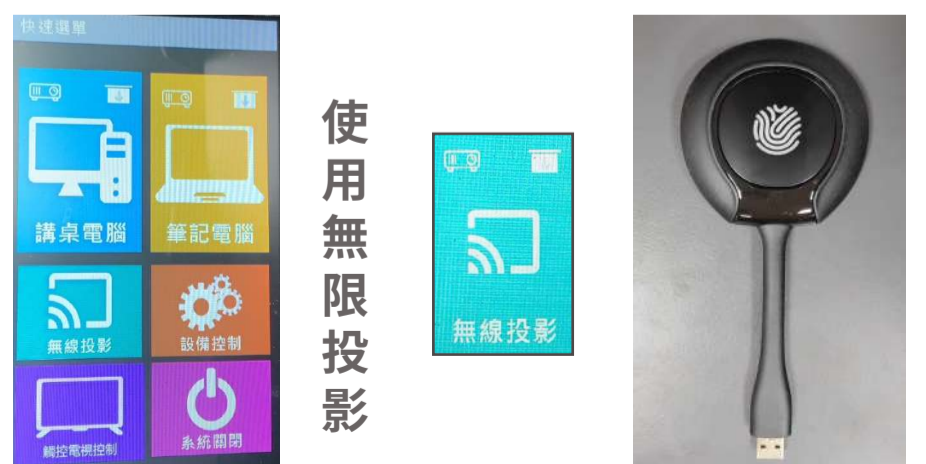 快速選單
講桌電腦
筆記電腦
無線投影
設備控制
觸控電視控制
系統關閉
使用無限投影
無線投影